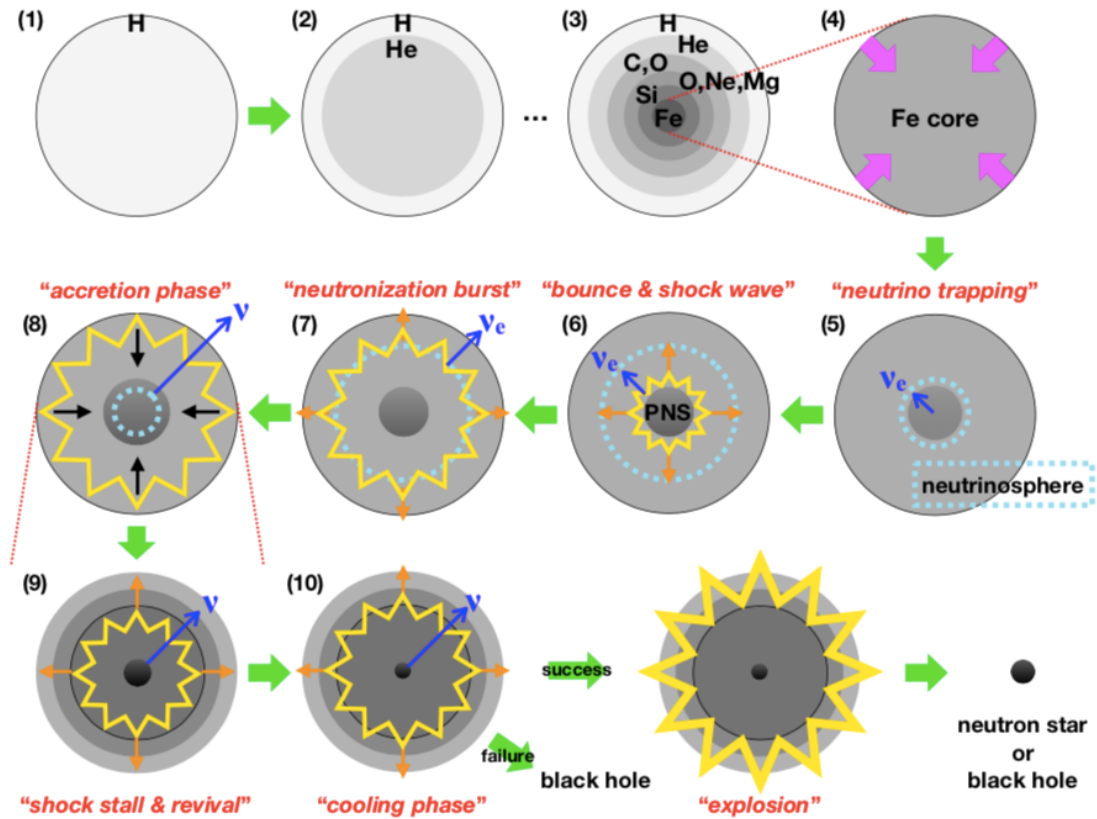 (1)
H
(2)
H
He
...
(3)
H
He
C,O
O,Ne,Mg
Si
Fe
(4)
Fe core
“accretion phase”
“neutronization burst”
“bounce & shock wave”
“neutrino trapping”
(8)
ν
(7)
νe
(6)
νe
PNS
(5)
νe
neutrinosphere
(9)
ν
(10)
ν
success
failure
black hole
neutron star
or
black hole
“shock stall & revival”
“cooling phase”
“explosion”